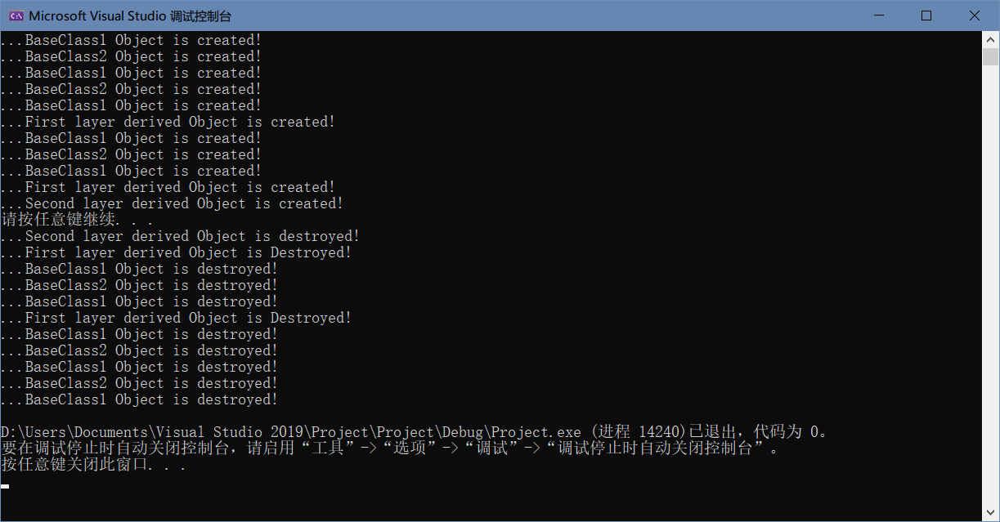 C:\
Microsoft Visual Studio 调试控制台
...BaseClass1 Object is created!
...BaseClass2 Object is created!
...BaseClass1 Object is created!
...BaseClass2 Object is created!
...BaseClass1 Object is created!
...First layer derived Object is created!
...BaseClass1 Object is created!
...BaseClass2 Object is created!
...BaseClass1 Object is created!
...First layer derived Object is created!
...Second layer derived Object is created!
请按任意键继续. . .
...Second layer derived Object is destroyed!
...First layer derived Object is Destroyed!
...BaseClass1 Object is destroyed!
...BaseClass2 Object is destroyed!
...BaseClass1 Object is destroyed!
...First layer derived Object is Destroyed!
...BaseClass1 Object is destroyed!
...BaseClass2 Object is destroyed!
...BaseClass1 Object is destroyed!
...BaseClass2 Object is destroyed!
...BaseClass1 Object is destroyed!
D:\Users\Documents\Visual Studio 2019\Project\Project\Debug\Project.exe (进程 14240)已退出，代码为 0。
要在调试停止时自动关闭控制台，请启用“工具”->“选项”->“调试”->“调试停止时自动关闭控制台”。
按任意键关闭此窗口. . .